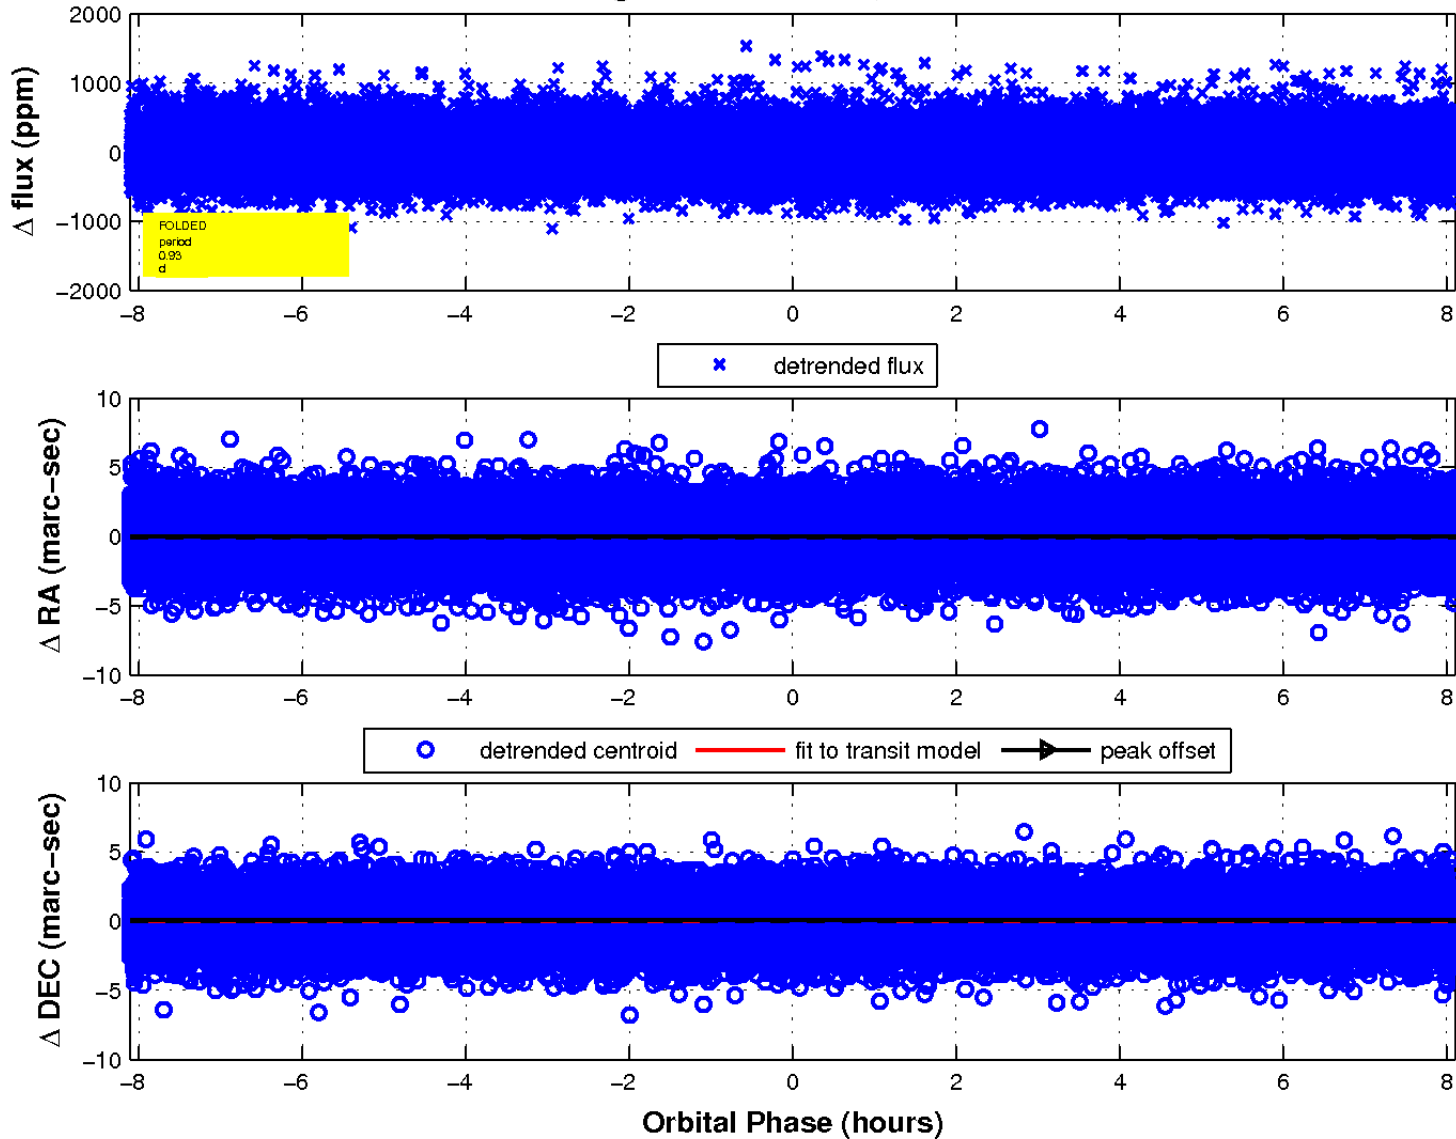 2000
1000
0
−1000
−2000
Δ flux (ppm)
FOLDED
period
0.93
d
−8 −6 −4 −2 0 2 4 6 8
detrended flux
10
5
0
−5
−10
Δ RA (marc−sec)
−8 −6 −4 −2 0 2 4 6 8
detrended centroid fit to transit model peak offset
10
5
0
−5
−10
Δ DEC (marc−sec)
−8 −6 −4 −2 0 2 4 6 8
Orbital Phase (hours)